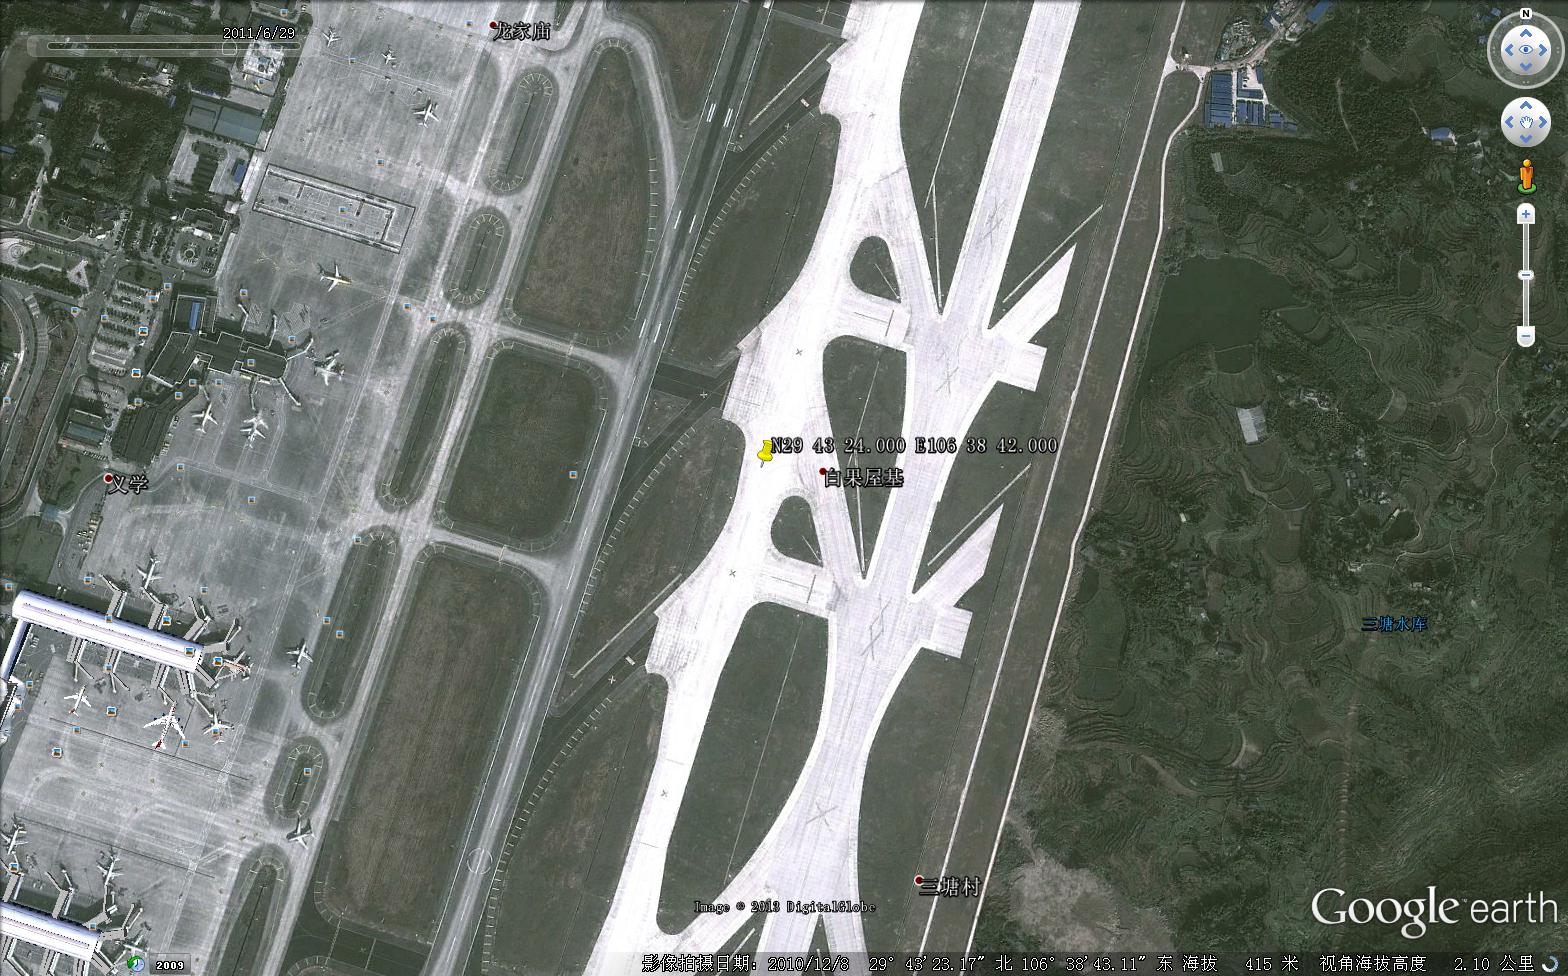 2011/6/29
龙家庙
N
N29 43 24.000 E106 38 42.000
白果屋基
义学
三塘水库
三塘村
Image © 2013 DigitalGlobe
Google earth
2009
影像拍摄日期: 2010/12/8 29° 43'23.17" 北 106° 38'43.11" 东 海拔 415 米 视角海拔高度 2.10 公里